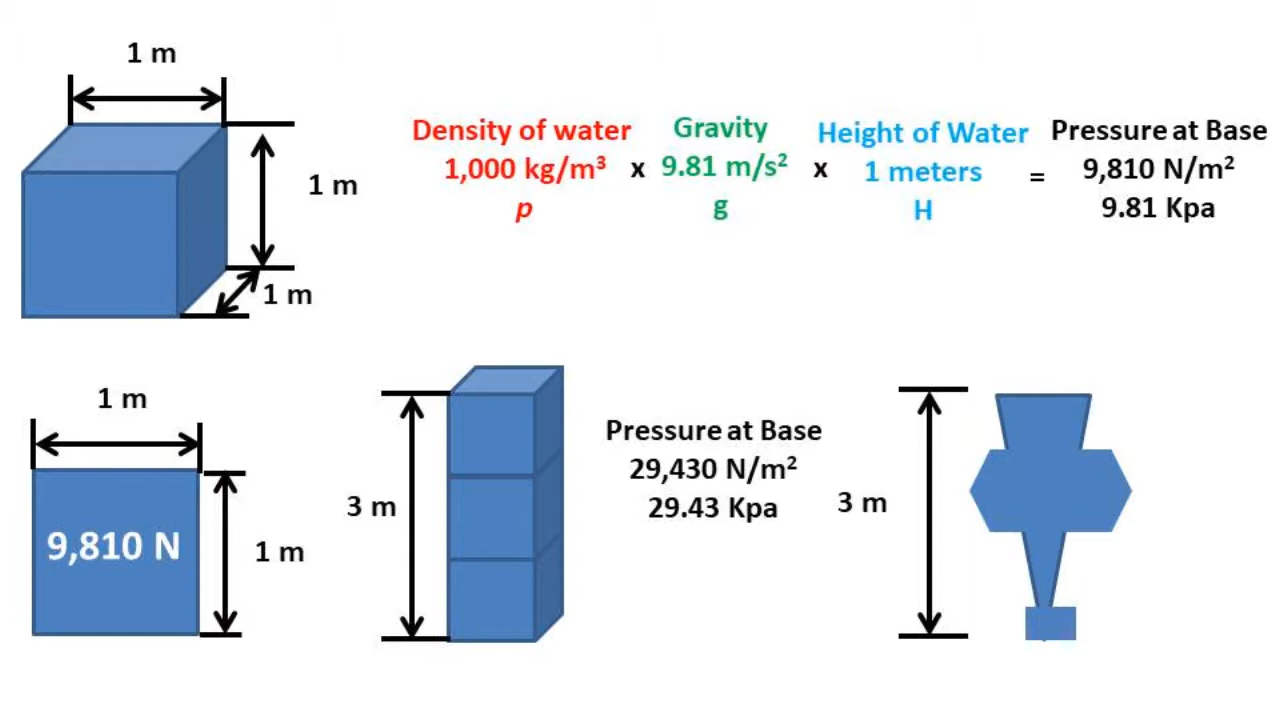 1 m
1 m
1 m
Density of water
1,000 kg/m³
p
x
Gravity
9.81 m/s²
g
x
Height of Water
1 meters
H
=
Pressure at Base
9,810 N/m²
9.81 Kpa
1 m
9,810 N
1 m
3 m
Pressure at Base
29,430 N/m²
29.43 Kpa
3 m